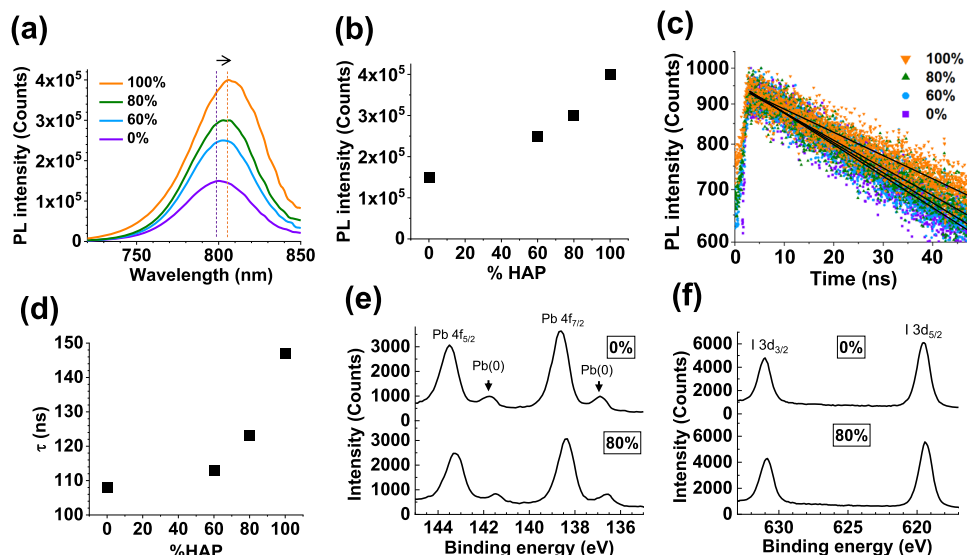 (a)
PL intensity (Counts)
4x10⁵
3x10⁵
2x10⁵
1x10⁵
0
100%
80%
60%
0%
750
800
850
Wavelength (nm)
(b)
PL intensity (Counts)
4x10⁵
3x10⁵
2x10⁵
1x10⁵
0
0 20 40 60 80 100
% HAP
(c)
PL intensity (Counts)
1000
900
800
700
600
100%
80%
60%
0%
0 10 20 30 40
Time (ns)
(d)
τ (ns)
150
140
130
120
110
100
0 20 40 60 80 100
%HAP
(e)
Intensity (Counts)
Pb 4f5/2
Pb(0)
Pb 4f7/2
0%
Pb(0)
3000
2000
1000
0
80%
3000
2000
1000
0
144 142 140 138 136
Binding energy (eV)
(f)
Intensity (Counts)
I 3d3/2
0%
I 3d5/2
6000
4000
2000
0
80%
6000
4000
2000
0
630 625 620
Binding energy (eV)